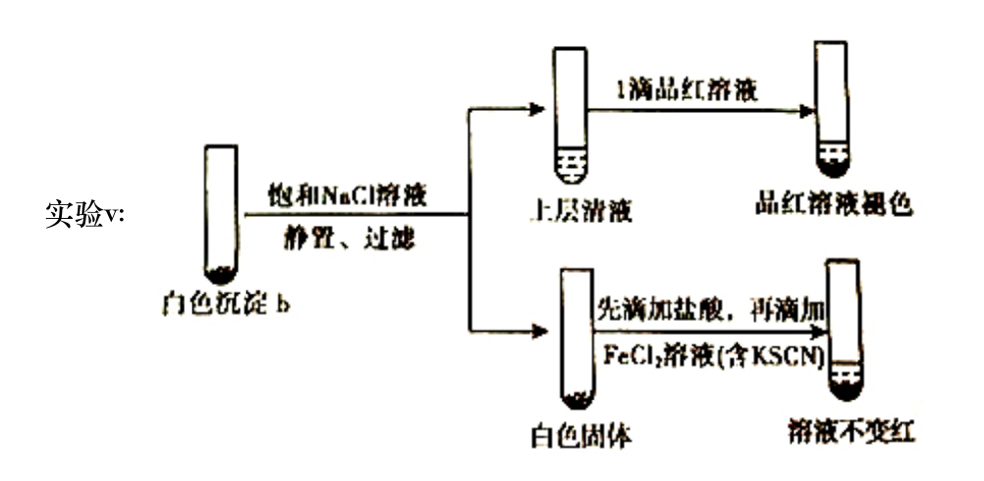 1滴品红溶液
饱和NaCl溶液
实验v:
上层清液
品红溶液褪色
静置、过滤
白色沉淀 b
先滴加盐酸，再滴加
FeCl₂溶液(含KSCN)
白色固体
溶液不变红